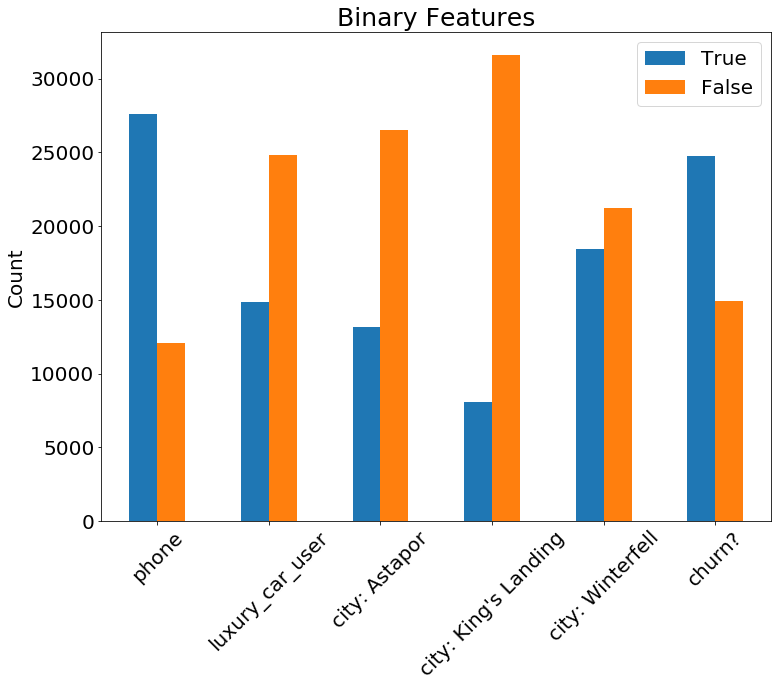 Binary Features
True
False
Count
30000
25000
20000
15000
10000
5000
0
phone
luxury_car_user
city: Astapor
city: King's Landing
city: Winterfell
churn?